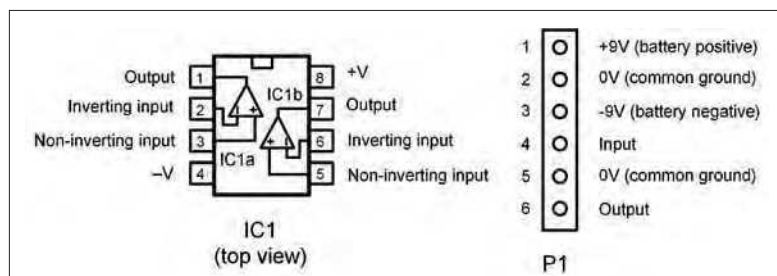 Output 1 8 +V
Inverting input 2 7 Output
Non-inverting input 3 6 Inverting input
–V 4 5 Non-inverting input
IC1a
IC1b
– +
+ –
IC1
(top view)
1 +9V (battery positive)
2 0V (common ground)
3 -9V (battery negative)
4 Input
5 0V (common ground)
6 Output
P1